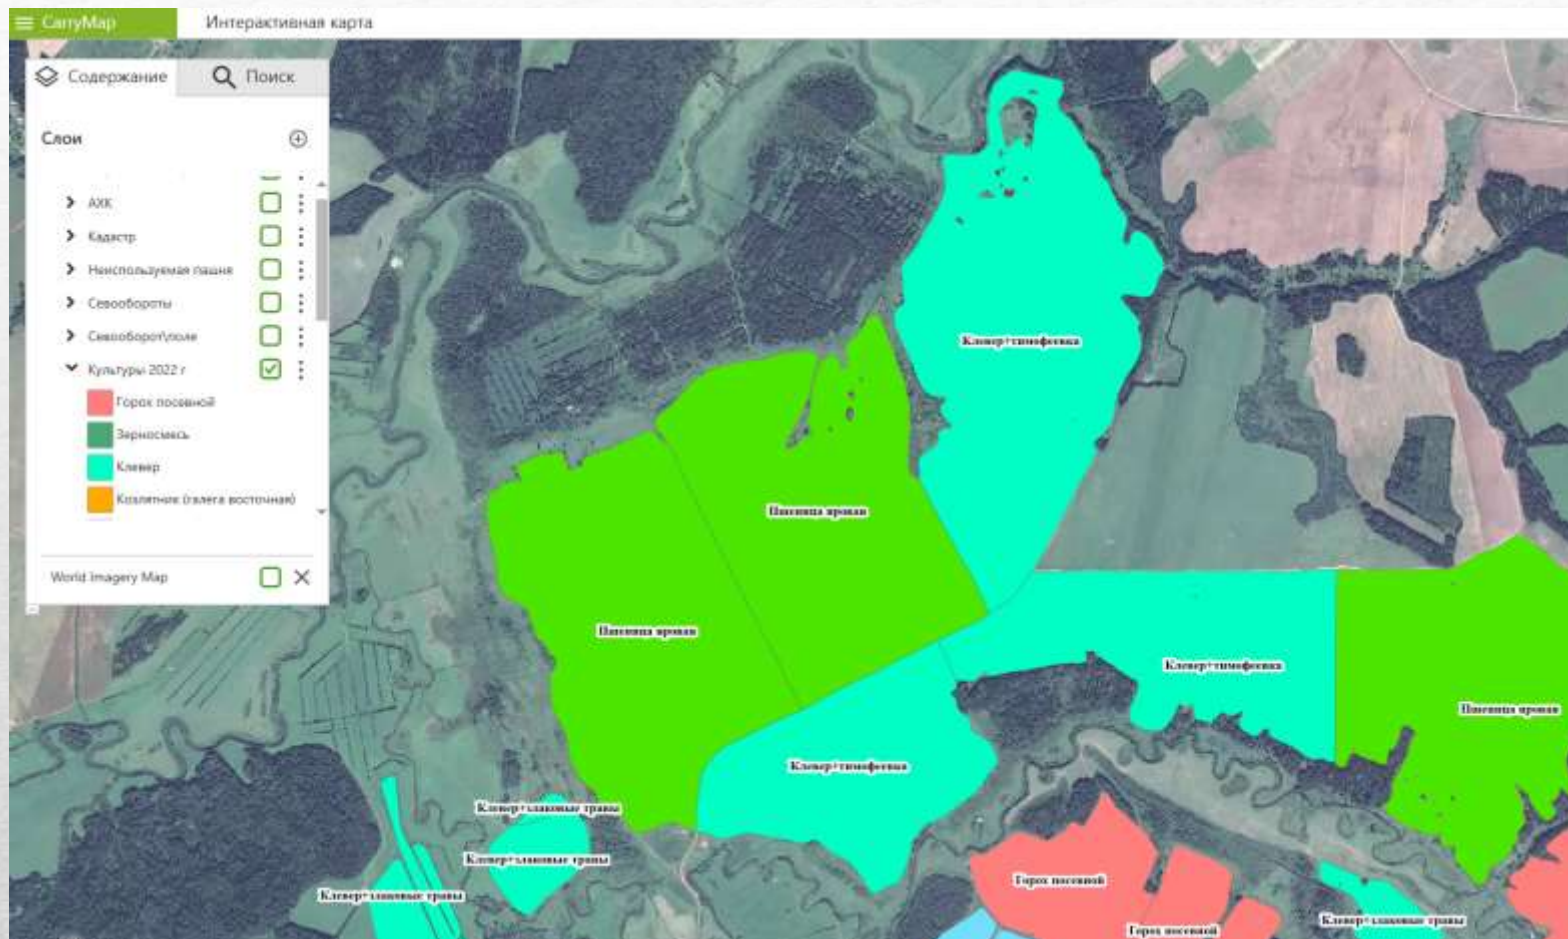 CarryMap
Интерактивная карта
Содержание
Поиск
Слои
АХК
Кадастр
Неиспользуемая пашня
Севообороты
Севооборот\поле
Культуры 2022 г
Горох посевной
Зерносмесь
Клевер
Козлятник (галега восточная)
World Imagery Map
Клевер+тимофеевка
Пшеница яровая
Пшеница яровая
Клевер+тимофеевка
Пшеница яровая
Клевер+тимофеевка
Клевер+злаковые травы
Клевер+злаковые травы
Клевер+злаковые травы
Горох посевной
Клевер+злаковые травы
Горох посевной